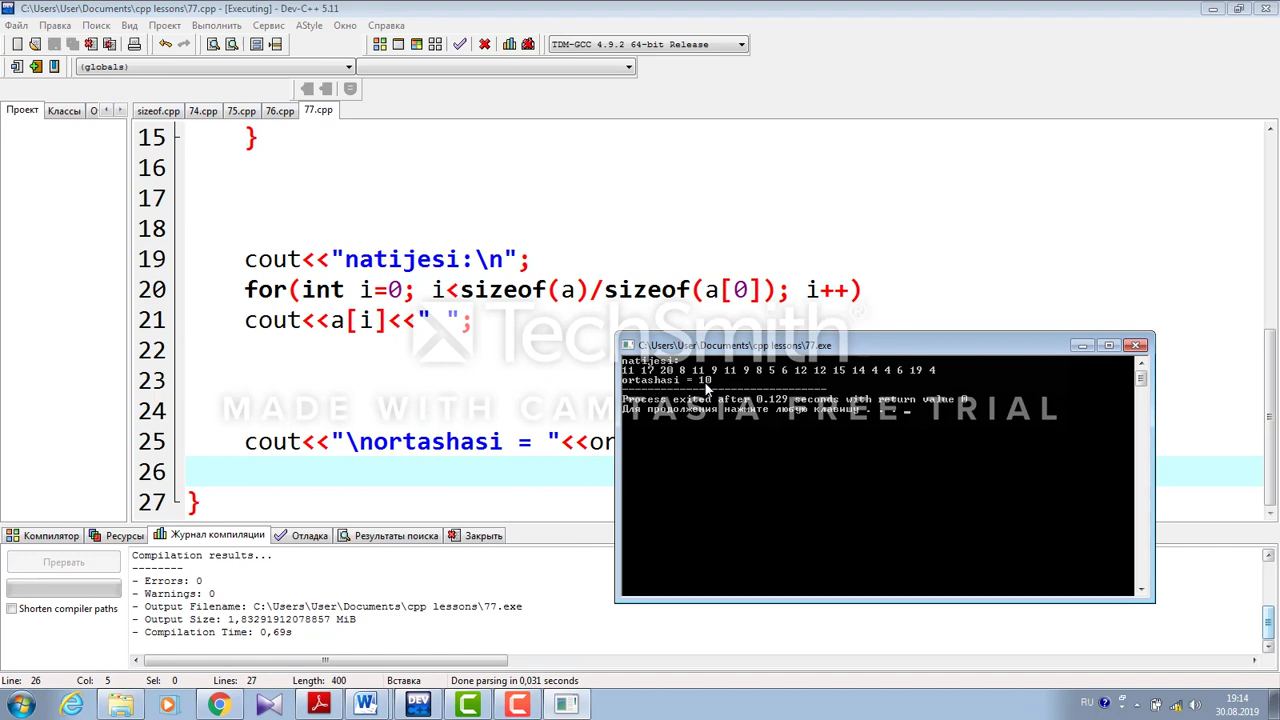 C:\Users\User\Documents\cpp lessons\77.cpp - [Executing] - Dev-C++ 5.11
Файл Правка Поиск Вид Проект Выполнить Сервис AStyle Окно Справка
TDM-GCC 4.9.2 64-bit Release
(globals)
Проект Классы О
sizeof.cpp 74.cpp 75.cpp 76.cpp 77.cpp
15 }
16
17
18
19 cout<<"natijesi:\n";
20 for(int i=0; i<sizeof(a)/sizeof(a[0]); i++)
21 cout<<a[i]<<" ";
22
23
24
25 cout<<"\nortashasi = "<<or
26
27 }
TechSmith®
MADE WITH CAMTASIA FREE TRIAL
C:\Users\User\Documents\cpp lessons\77.exe
natijesi:
11 17 20 8 11 9 11 9 8 5 6 12 12 15 14 4 4 6 19 4
ortashasi = 10
--------------------------------
Process exited after 0.129 seconds with return value 0
Для продолжения нажмите любую клавишу . . .
Компилятор Ресурсы Журнал компиляции Отладка Результаты поиска Закрыть
Прервать
Shorten compiler paths
Compilation results...
--------
- Errors: 0
- Warnings: 0
- Output Filename: C:\Users\User\Documents\cpp lessons\77.exe
- Output Size: 1,83291912078857 MiB
- Compilation Time: 0,69s
Line: 26 Col: 5 Sel: 0 Lines: 27 Length: 400 Вставка Done parsing in 0,031 seconds
RU
19:14
30.08.2019